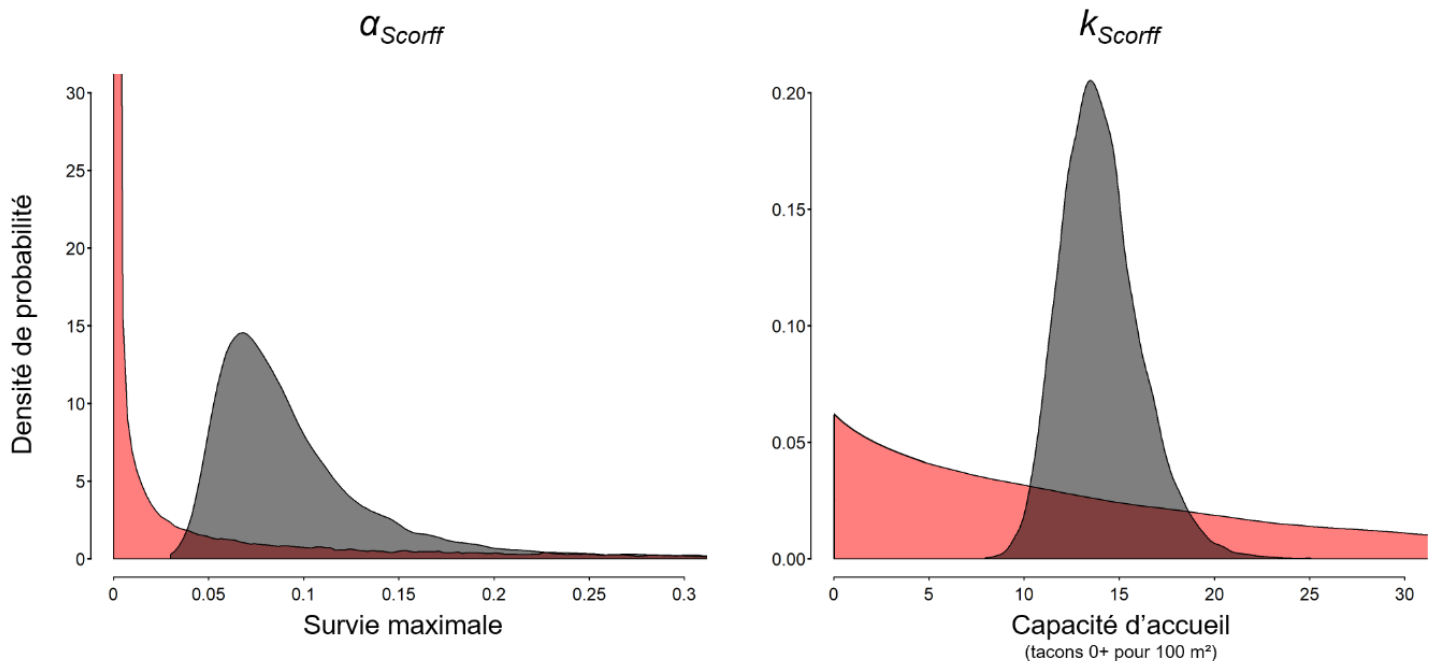 α Scorff
30
25
20
15
10
5
0
Densité de probabilité
0 0.05 0.1 0.15 0.2 0.25 0.3
Survie maximale
k Scorff
0.20
0.15
0.10
0.05
0.00
0 5 10 15 20 25 30
Capacité d’accueil
(tacons 0+ pour 100 m²)